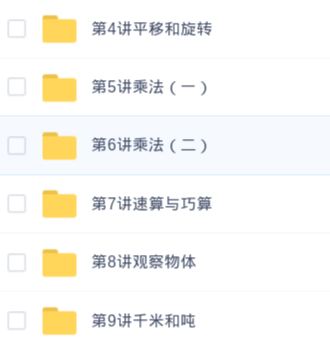 第4讲平移和旋转
第5讲乘法（一）
第6讲乘法（二）
第7讲速算与巧算
第8讲观察物体
第9讲千米和吨